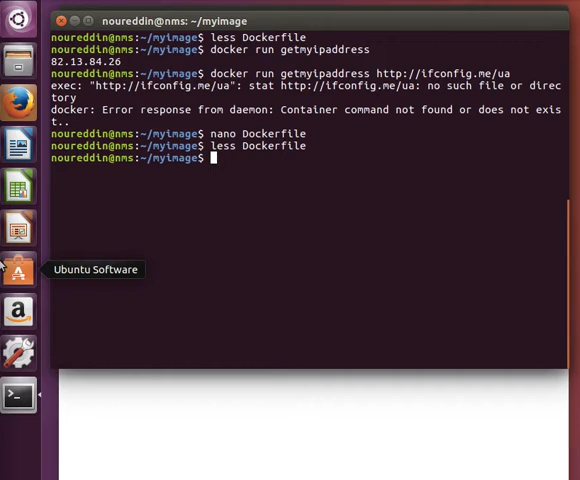 noureddin@nms: ~/myimage
noureddin@nms:~/myimage$ less Dockerfile
noureddin@nms:~/myimage$ docker run getmyipaddress
82.13.84.26
noureddin@nms:~/myimage$ docker run getmyipaddress http://ifconfig.me/ua
exec: "http://ifconfig.me/ua": stat http://ifconfig.me/ua: no such file or direc
tory
docker: Error response from daemon: Container command not found or does not exis
t..
noureddin@nms:~/myimage$ nano Dockerfile
noureddin@nms:~/myimage$ less Dockerfile
noureddin@nms:~/myimage$
Ubuntu Software